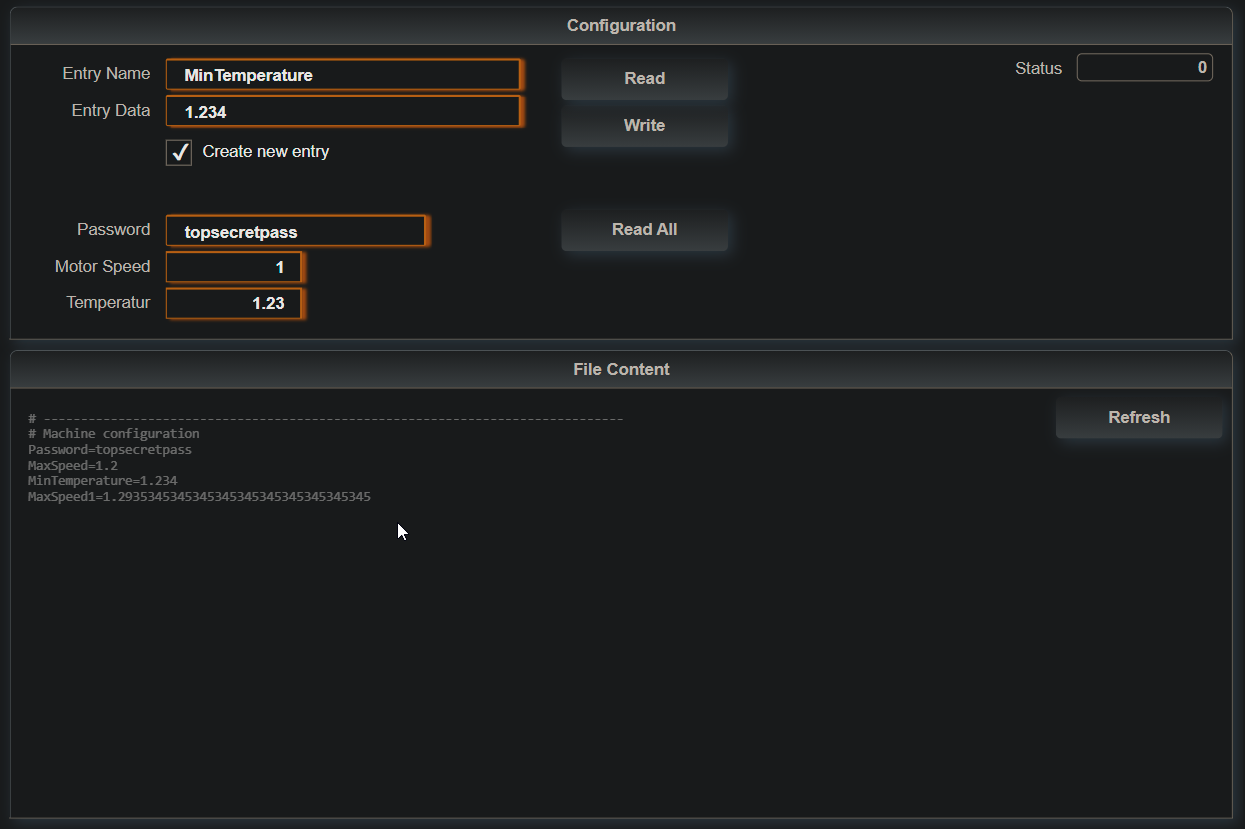 Configuration
Entry Name MinTemperature Read Status 0
Entry Data 1.234 Write
Create new entry
Password topsecretpass Read All
Motor Speed 1
Temperatur 1.23
File Content
# -----------------------------------------------------------------------------
# Machine configuration Refresh
Password=topsecretpass
MaxSpeed=1.2
MinTemperature=1.234
MaxSpeed1=1.2935345345345345345345345345345